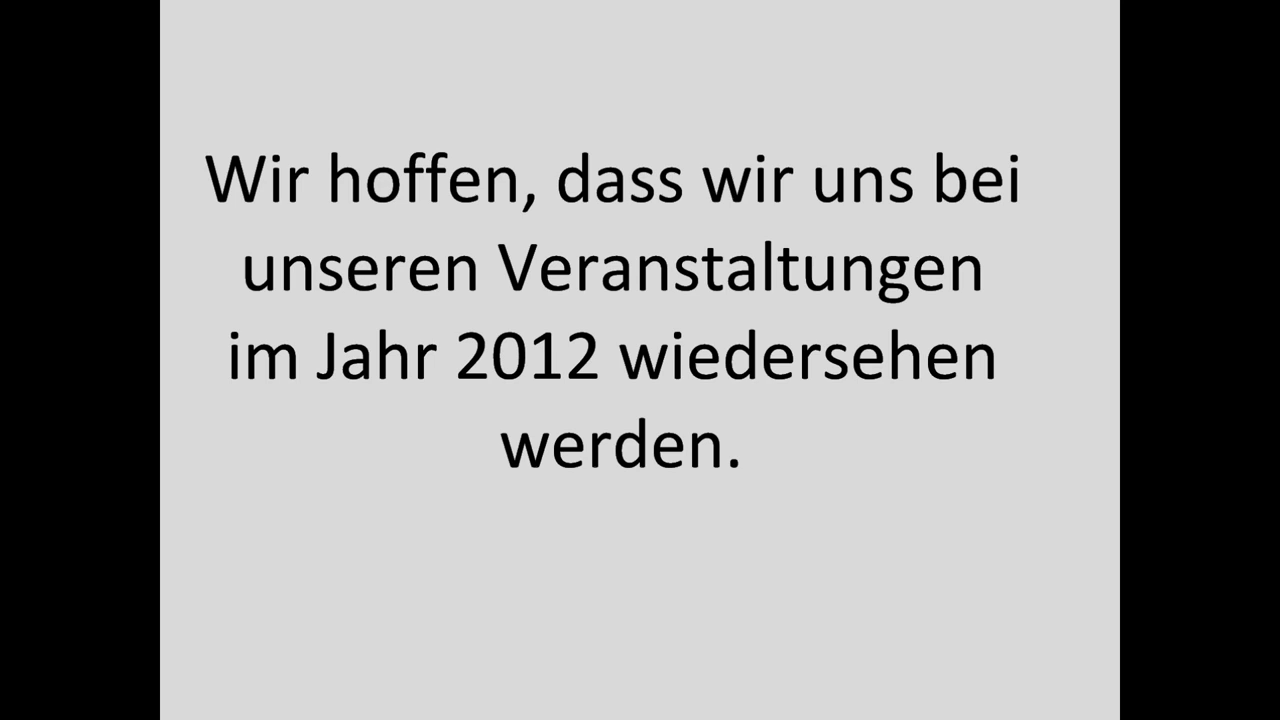 Wir hoffen, dass wir uns bei
unseren Veranstaltungen
im Jahr 2012 wiedersehen
werden.